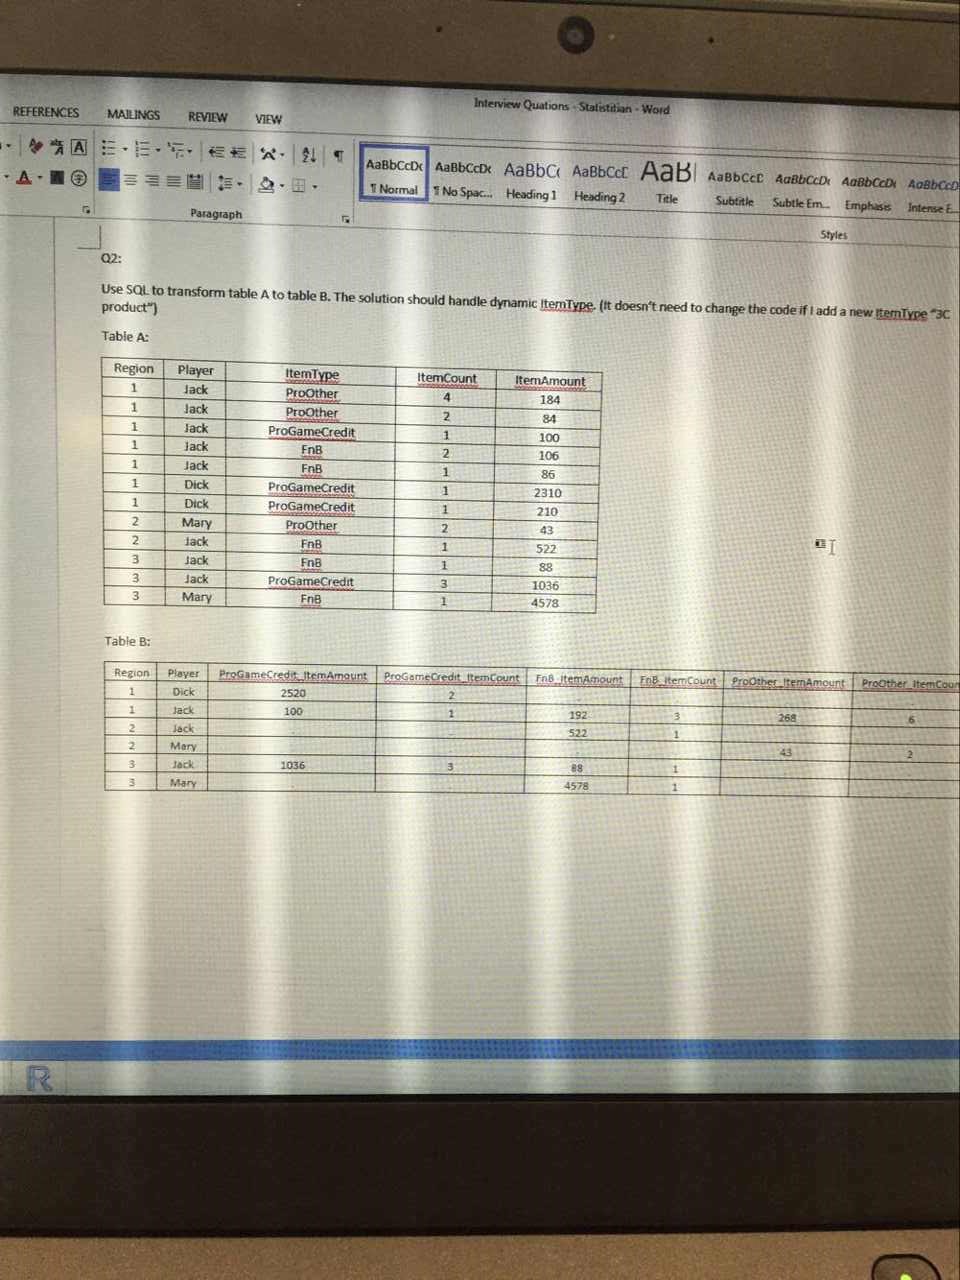 Interview Quations - Statistitian - Word
REFERENCES MAILINGS REVIEW VIEW
AaBbCcDc AaBbCcDc AaBbCc AaBbCcC AaB AaBbCcC AaBbCcDc AaBbCcDc AaBbCcD
¶ Normal ¶ No Spac... Heading 1 Heading 2 Title Subtitle Subtle Em... Emphasis Intense E...
Paragraph
Styles
Q2:
Use SQL to transform table A to table B. The solution should handle dynamic ItemType. (It doesn't need to change the code if I add a new ItemType "3C
product")
Table A:
Region Player ItemType ItemCount ItemAmount
1 Jack ProOther 4 184
1 Jack ProOther 2 84
1 Jack ProGameCredit 1 100
1 Jack FnB 2 106
1 Jack FnB 1 86
1 Dick ProGameCredit 1 2310
1 Dick ProGameCredit 1 210
2 Mary ProOther 2 43
2 Jack FnB 1 522
3 Jack FnB 1 88
3 Jack ProGameCredit 3 1036
3 Mary FnB 1 4578
Table B:
Region Player ProGameCredit_ItemAmount ProGameCredit_ItemCount FnB_ItemAmount FnB_ItemCount ProOther_ItemAmount ProOther_ItemCoun
1 Dick 2520 2
1 Jack 100 1 192 3 268 6
2 Jack 522 1
2 Mary 43 2
3 Jack 1036 3 88 1
3 Mary 4578 1
R